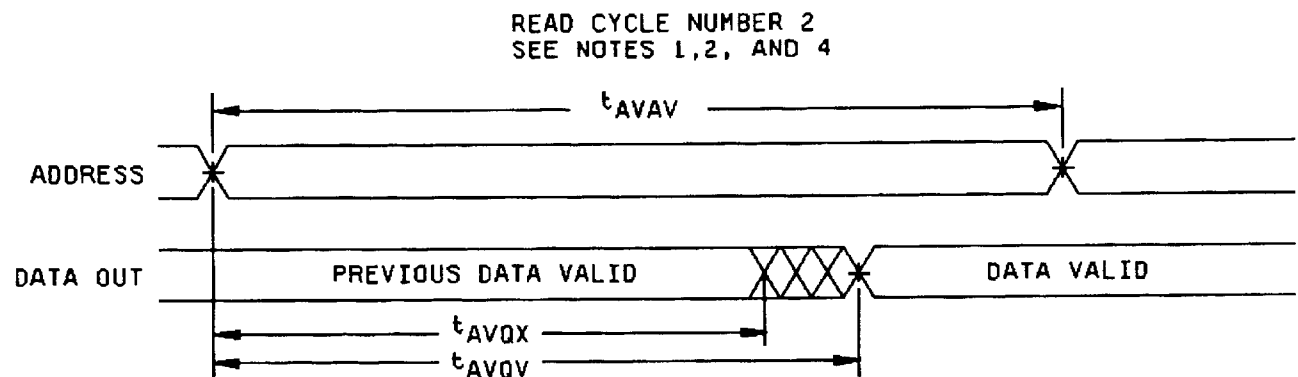 READ CYCLE NUMBER 2
SEE NOTES 1,2, AND 4
tAVAV
ADDRESS
DATA OUT
PREVIOUS DATA VALID
DATA VALID
tAVQX
tAVQV